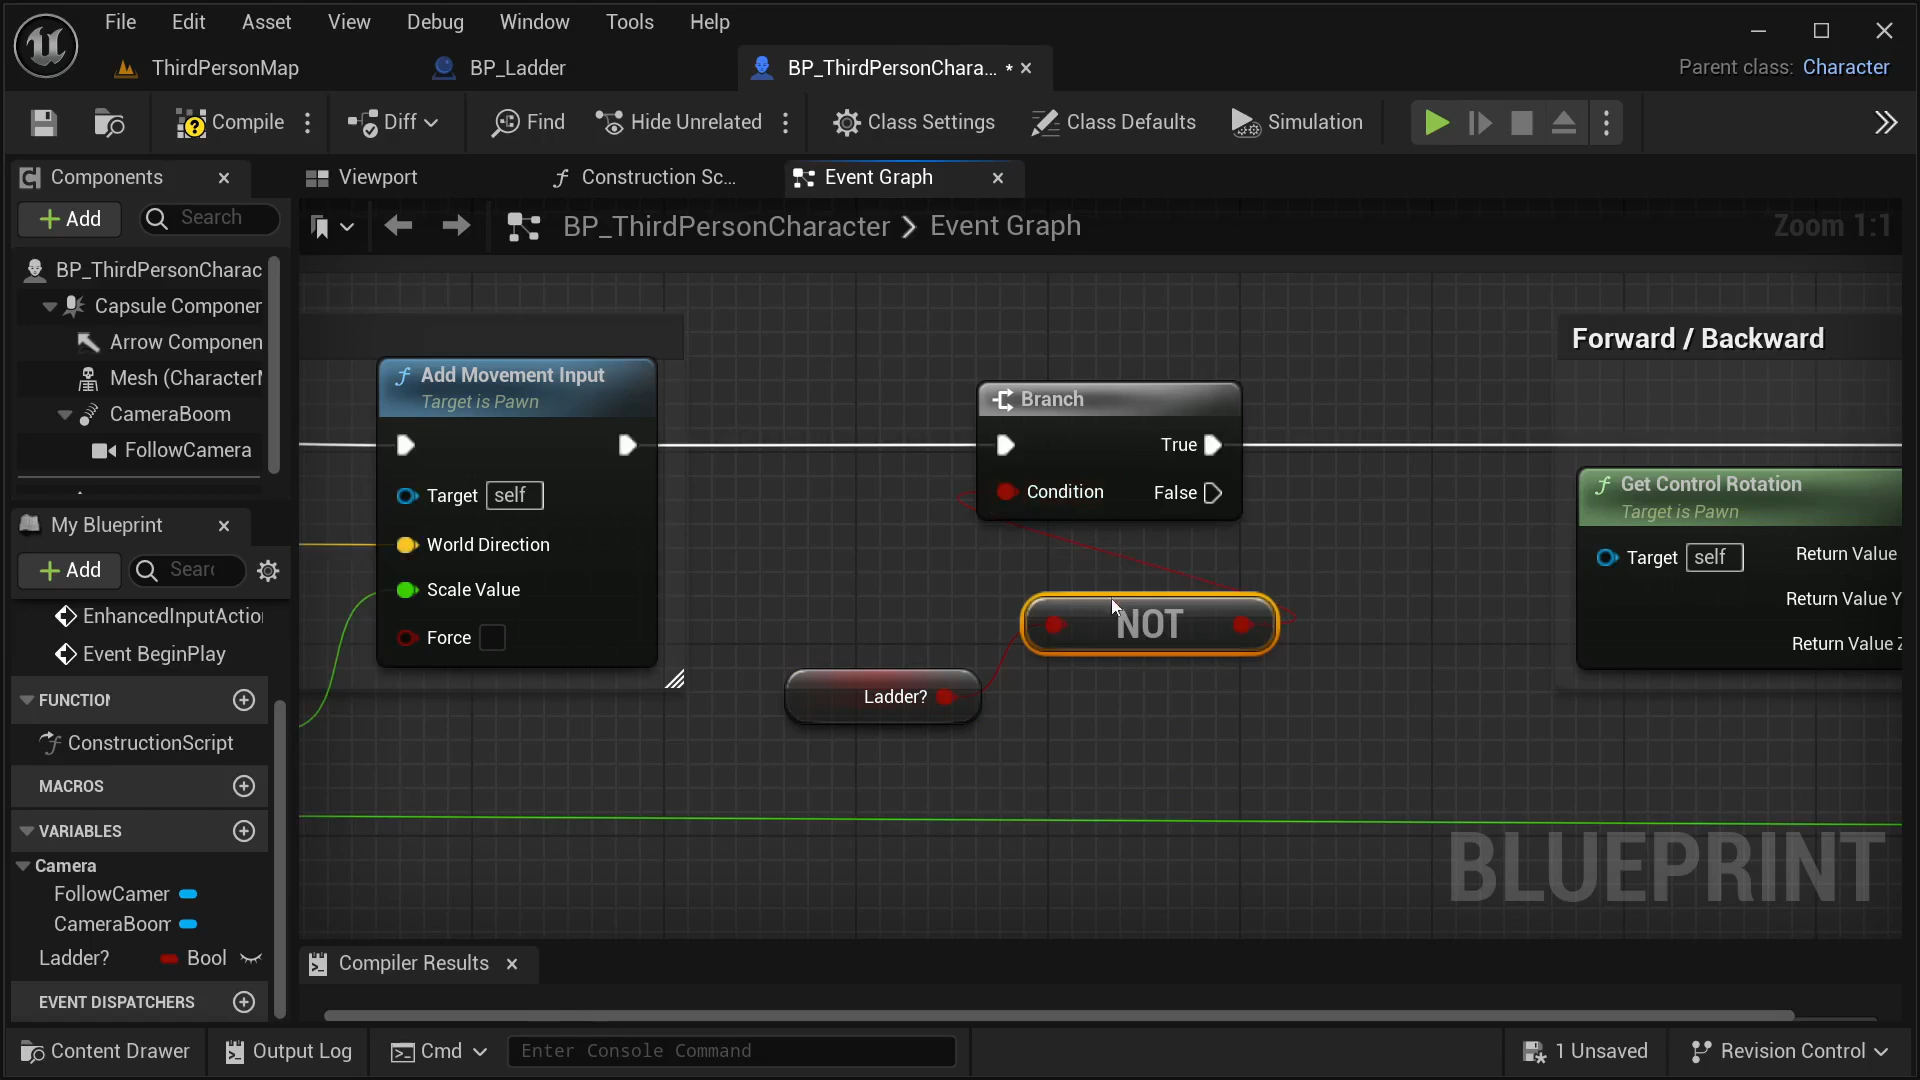 File Edit Asset View Debug Window Tools Help
ThirdPersonMap BP_Ladder BP_ThirdPersonChara... * Parent class: Character
Compile Diff Find Hide Unrelated Class Settings Class Defaults Simulation
Components Viewport Construction Sc... Event Graph
Add Search BP_ThirdPersonCharacter Event Graph Zoom 1:1
BP_ThirdPersonCharac
Capsule Componen
Arrow Componen
Mesh (Character
CameraBoom
FollowCamera
My Blueprint
Add Sear
EnhancedInputActio
Event BeginPlay
FUNCTION
ConstructionScript
MACROS
VARIABLES
Camera
FollowCamer
CameraBoom
Ladder? Bool
EVENT DISPATCHERS
Add Movement Input
Target is Pawn
Target self
World Direction
Scale Value
Force
Branch
True
Condition False
NOT
Ladder?
Forward / Backward
Get Control Rotation
Target is Pawn
Target self Return Value
Return Value Y
Return Value Z
BLUEPRINT
Compiler Results
Content Drawer Output Log Cmd Enter Console Command 1 Unsaved Revision Control